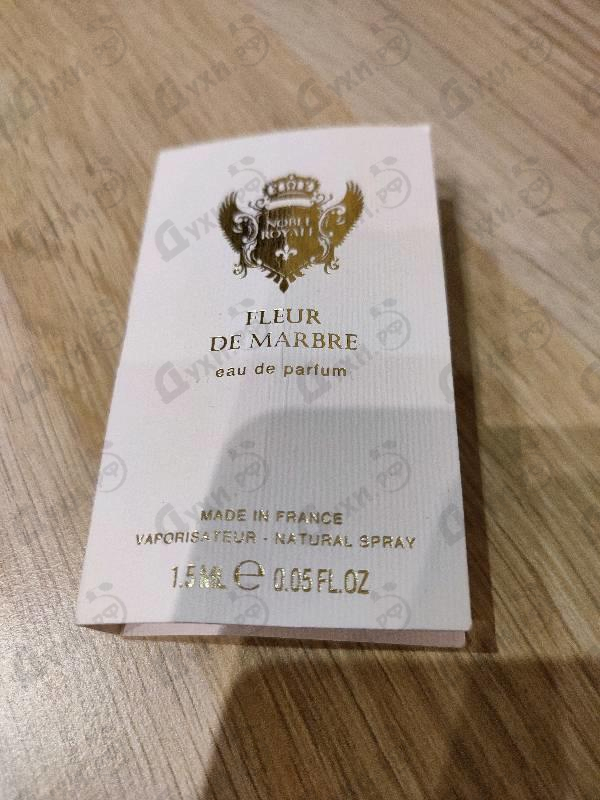 NOBLE
ROYALE
FLEUR
DE MARBRE
eau de parfum
MADE IN FRANCE
VAPORISATEUR - NATURAL SPRAY
1.5 ML ℮ 0.05 FL.OZ
Духи.рф